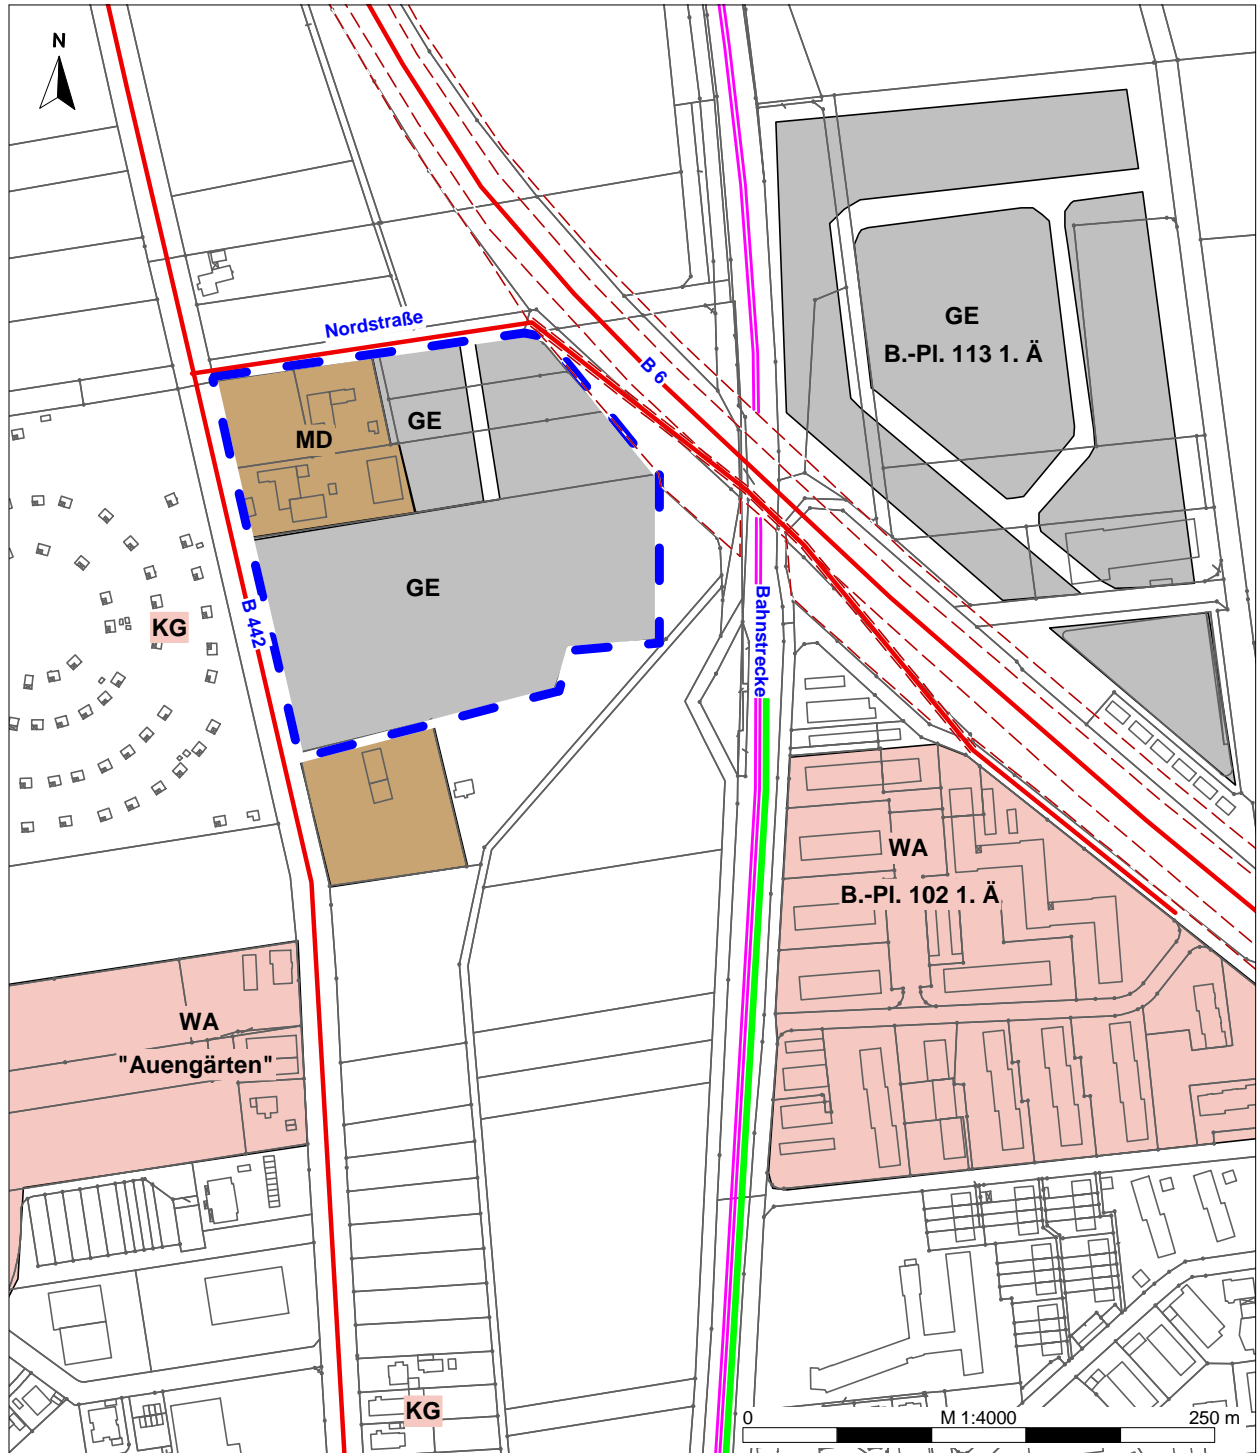 N
Nordstraße
B 6
GE
B.-Pl. 113 1. Ä
GE
MD
GE
B 442
KG
Bahnstrecke
WA
B.-Pl. 102 1. Ä
WA
"Auengärten"
KG
0 M 1:4000 250 m